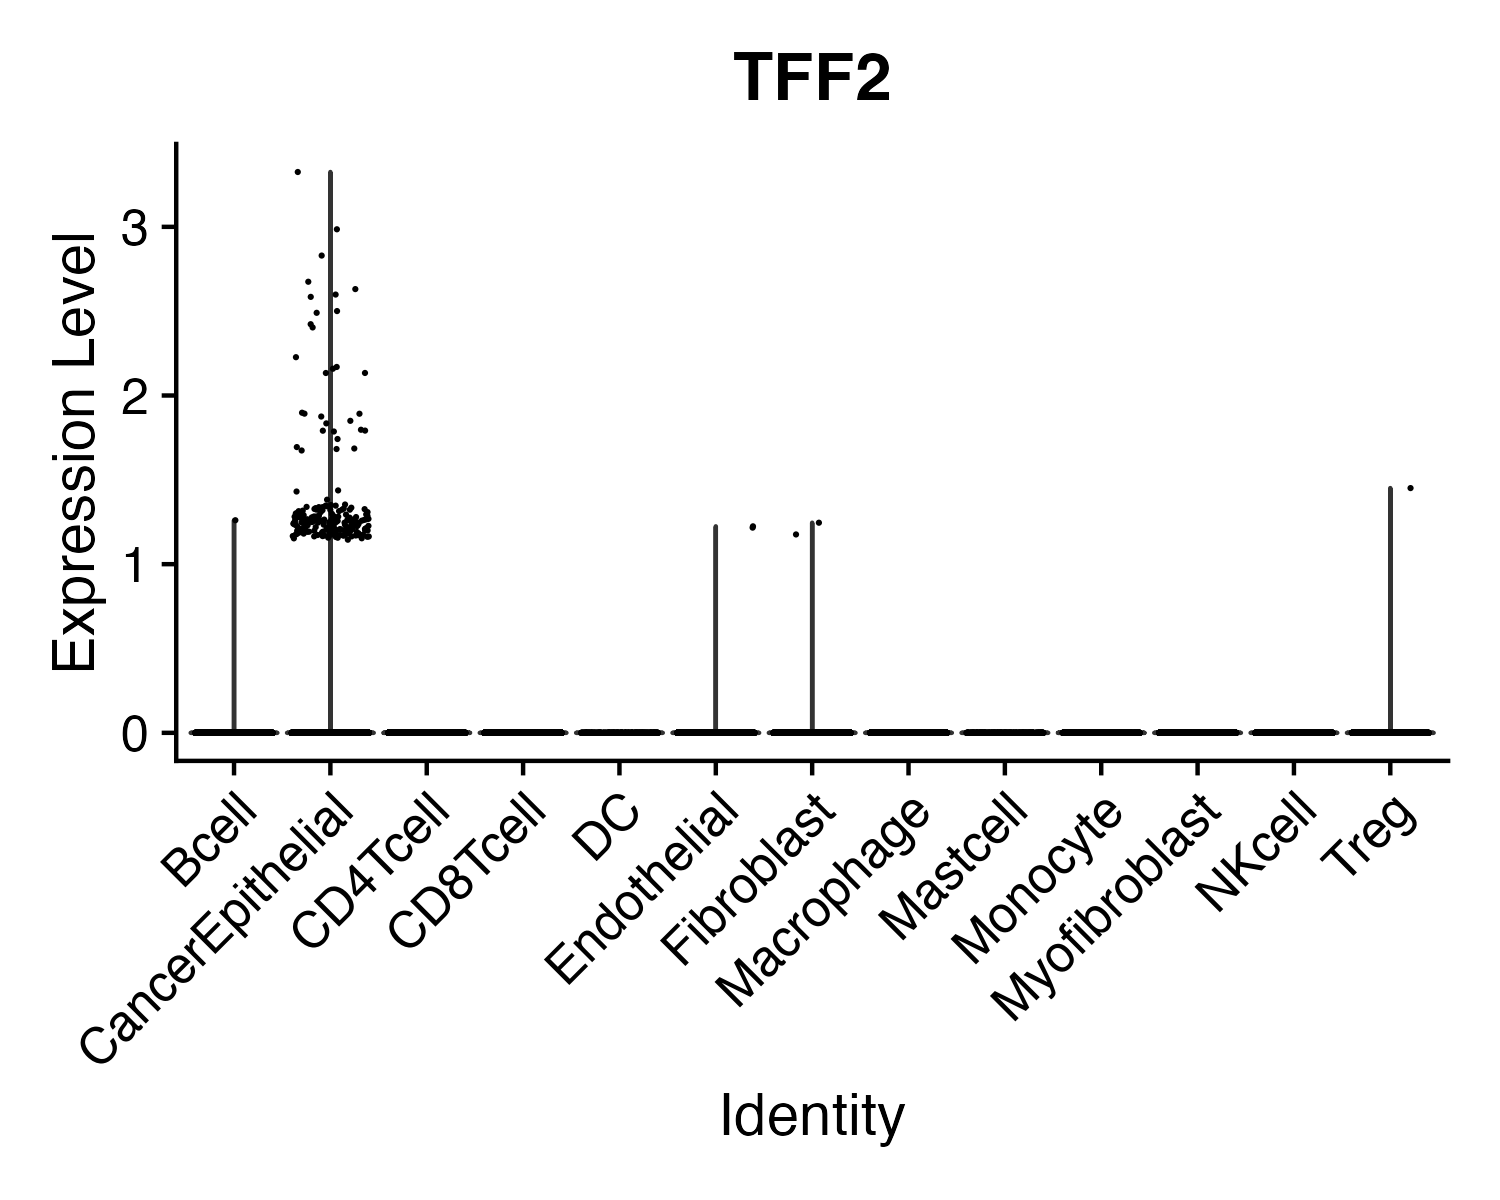 TFF2
Expression Level
3
2
1
0
Bcell
CancerEpithelial
CD4Tcell
CD8Tcell
DC
Endothelial
Fibroblast
Macrophage
Mastcell
Monocyte
Myofibroblast
NKcell
Treg
Identity